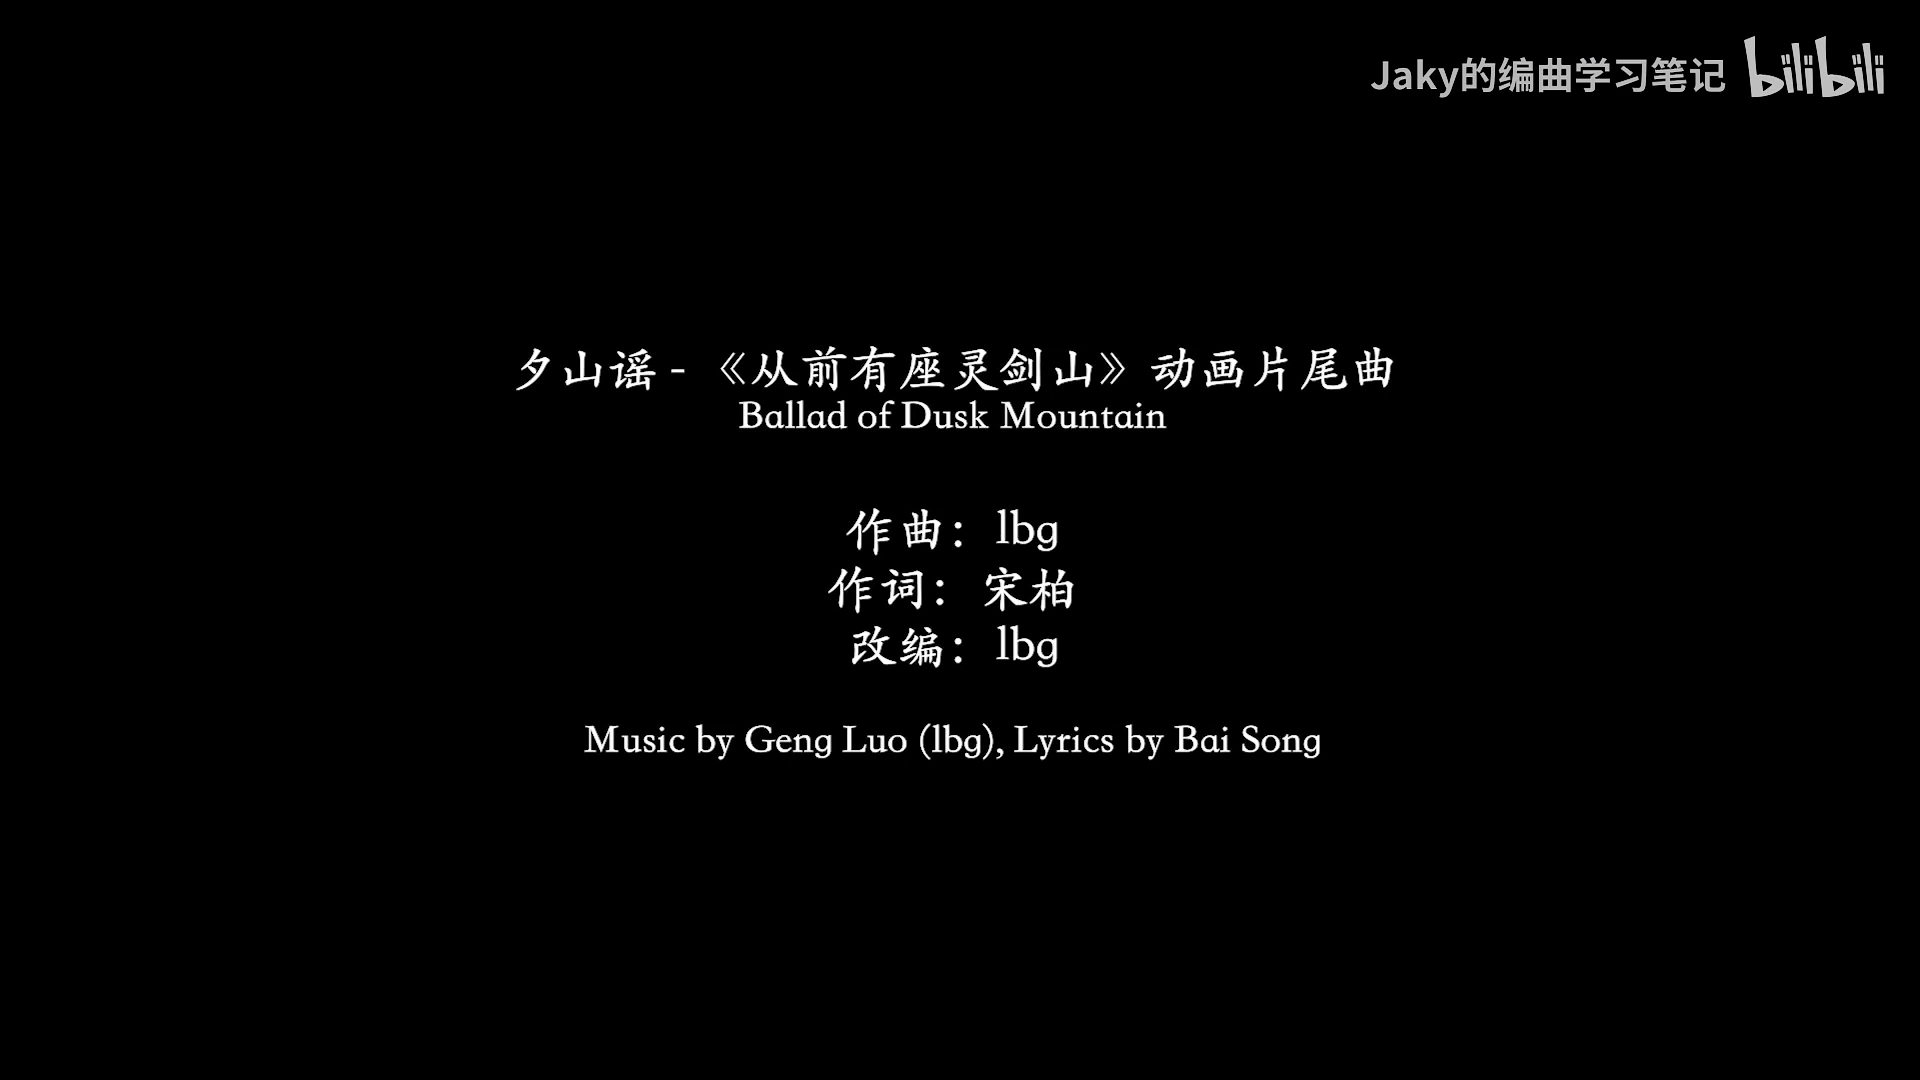 Jaky的编曲学习笔记 bilibili
夕山谣 - 《从前有座灵剑山》动画片尾曲
Ballad of Dusk Mountain
作曲：lbg
作词：宋柏
改编：lbg
Music by Geng Luo (lbg), Lyrics by Bai Song